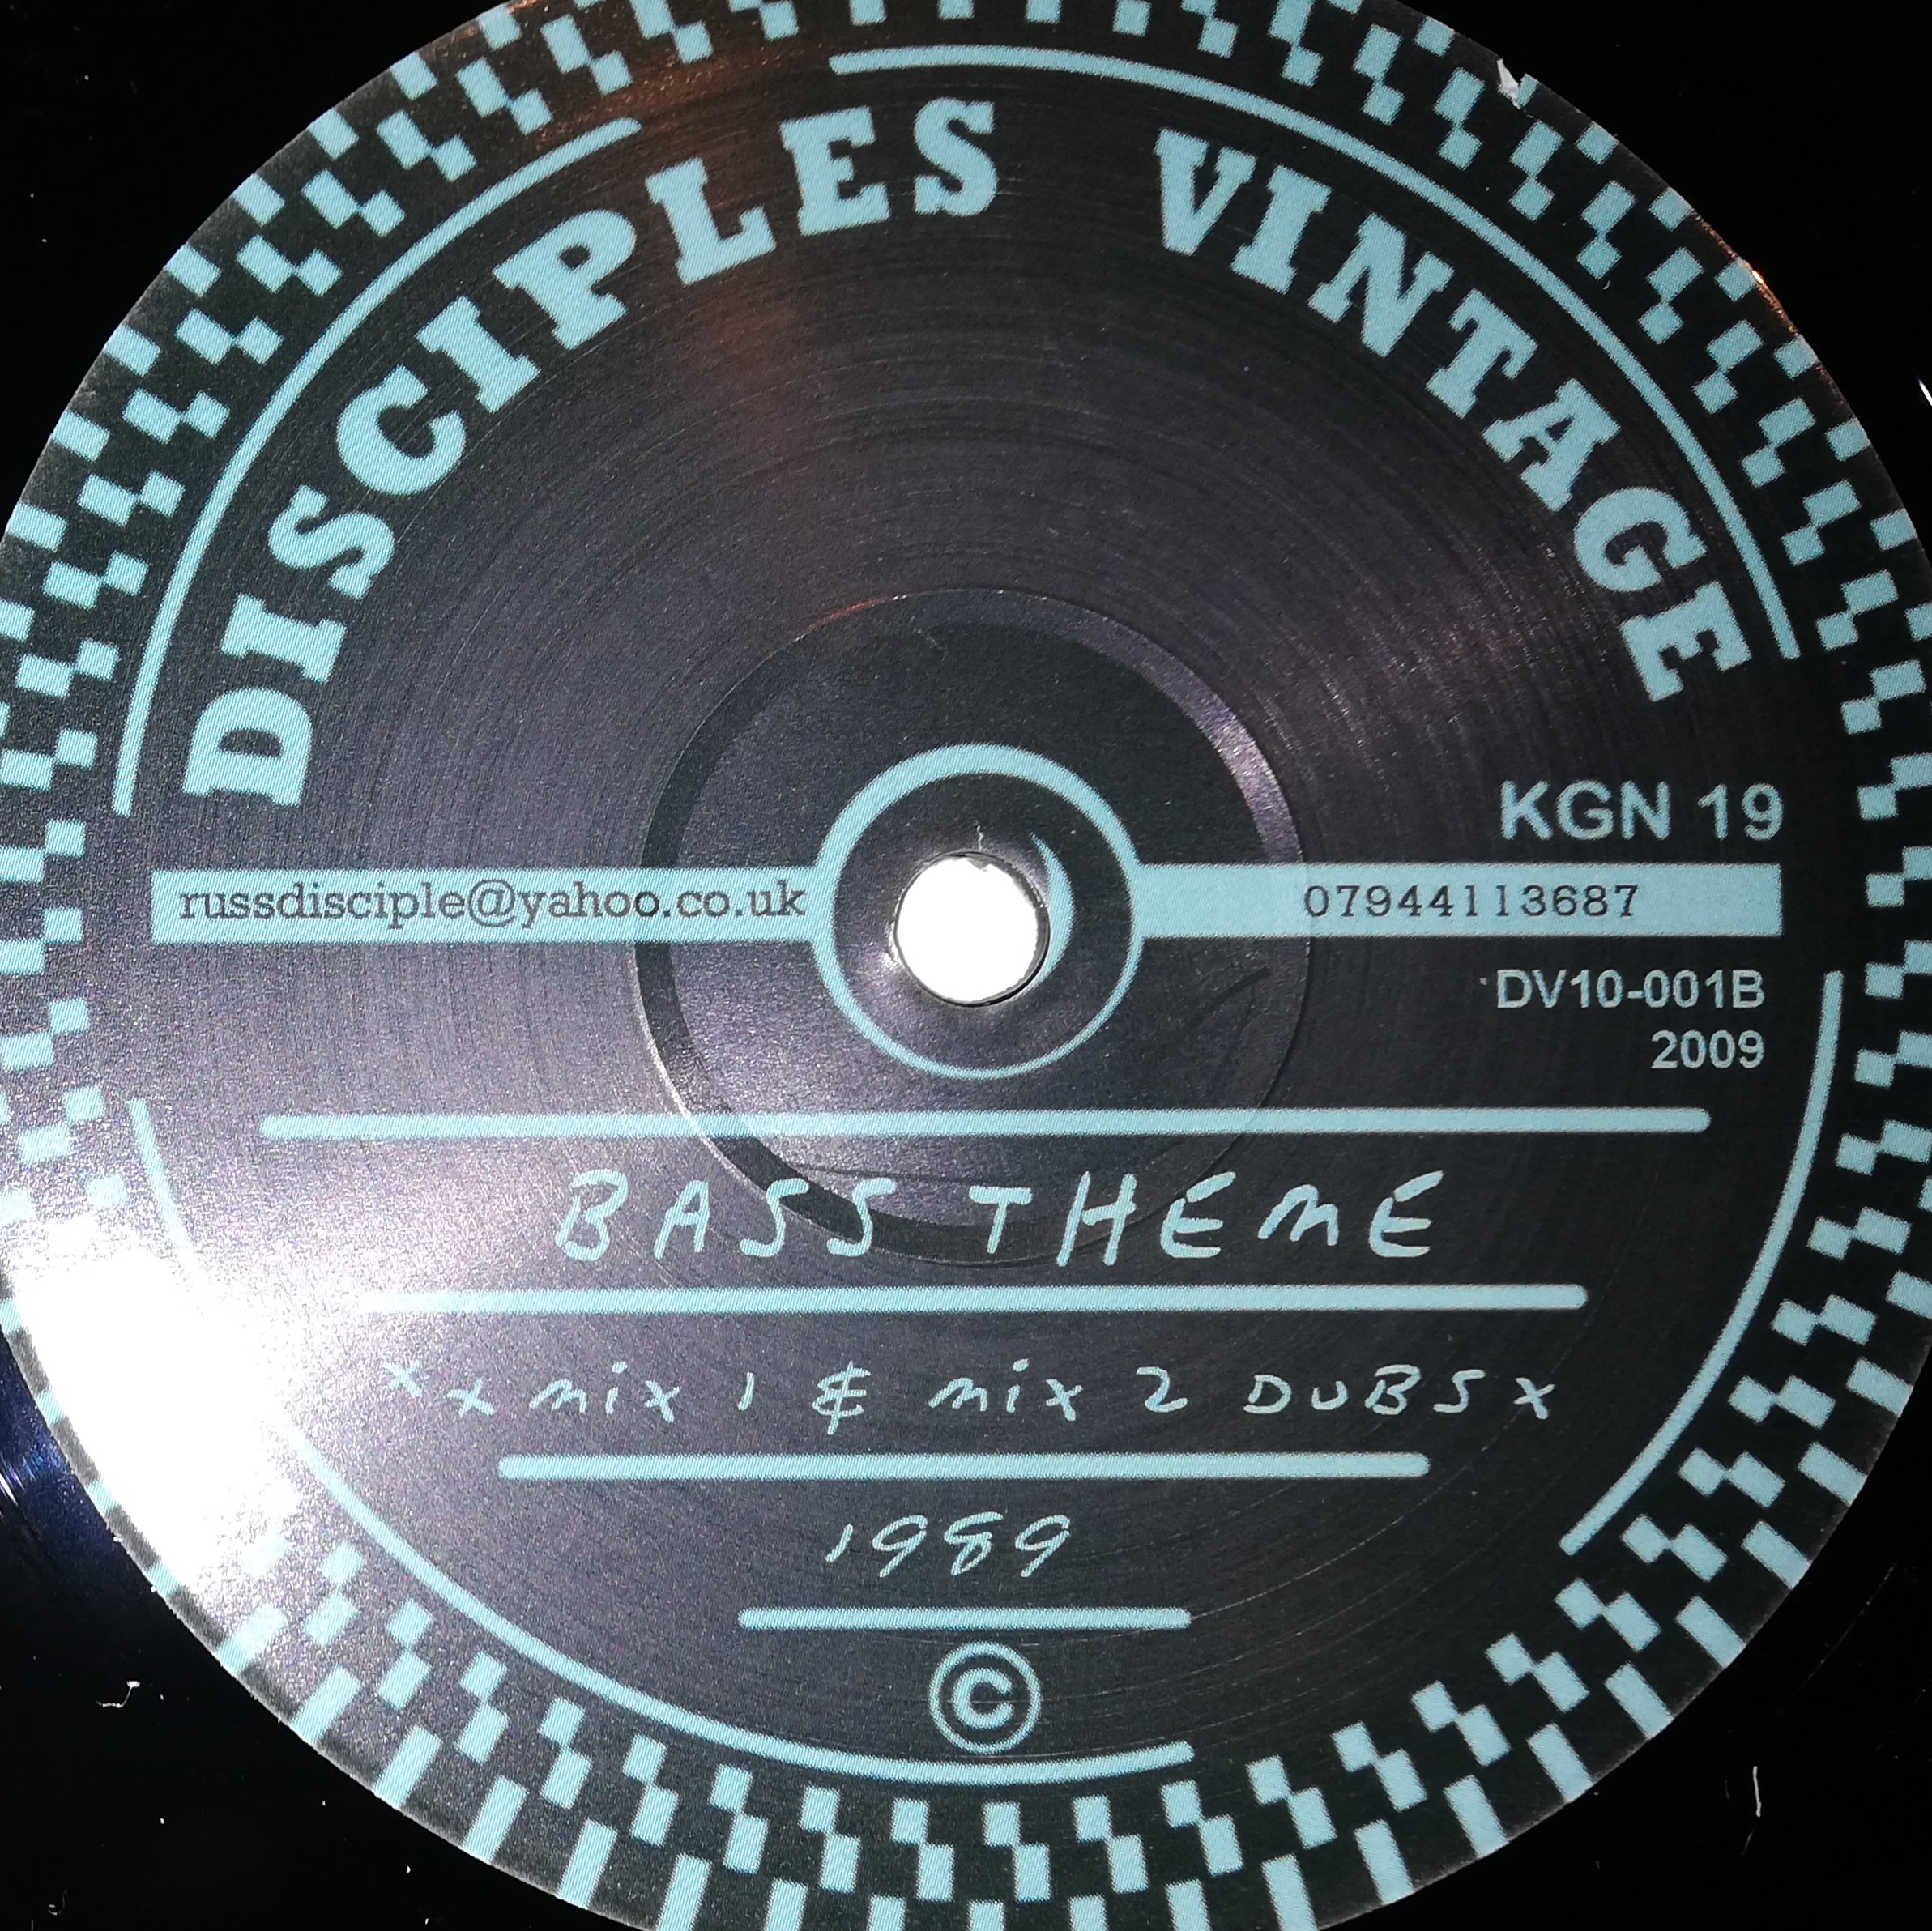 DISCIPLES VINTAGE
KGN 19
russdisciple@yahoo.co.uk
07944113687
DV10-001B
2009
BASS THEME
xx mix 1 & mix 2 DUBS x
1989
©